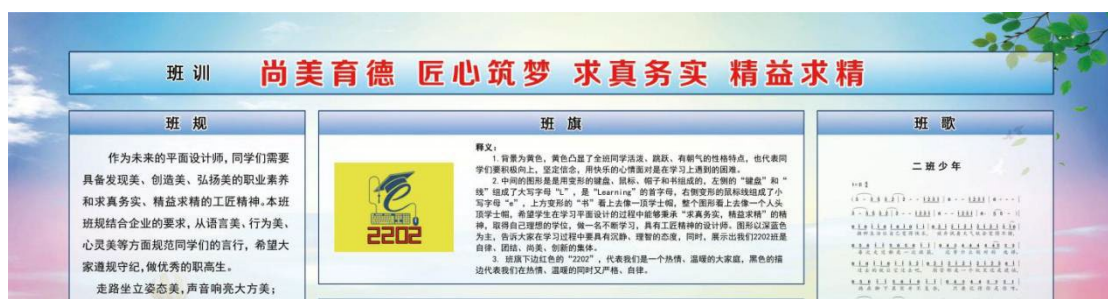 班训 尚美育德 匠心筑梦 求真务实 精益求精
班 规
作为未来的平面设计师,同学们需要
具备发现美、创造美、弘扬美的职业素养
和求真务实、精益求精的工匠精神。本班
班规结合企业的要求,从语言美、行为美、
心灵美等方面规范同学们的言行,希望大
家遵规守纪,做优秀的职高生。
走路坐立姿态美,声音响亮大方美;
班 旗
2202
释义:
1.背景为黄色,黄色凸显了全班同学活泼、跳跃、有朝气的性格特点,也代表同
学们要积极向上,坚定信念,用快乐的心情面对是在学习上遇到的困难。
2.中间的图形是是用变形的键盘、鼠标、帽子和书组成的,左侧的“键盘”和“
线”组成了大写字母“L”,是“Learning”的首字母,右侧变形的鼠标线组成了小
写字母“e”,上方变形的“书”看上去像一顶学士帽,整个图形看上去像一个人头
顶学士帽,希望学生在学习平面设计的过程中能够秉承“求真务实,精益求精”的精
神,取得自己理想的学位,做一名不断学习,具有工匠精神的设计师。图形以深蓝色
为主,告诉大家在学习过程中要具有沉静、理智的态度,同时,展示出我们2202班是
自律、团结、尚美、创新的集体。
3. 班旗下边红色的“2202”,代表我们是一个热情、温暖的大家庭,黑色的描
边代表我们在热情、温暖的同时又严格、自律。
班 歌
二班少年